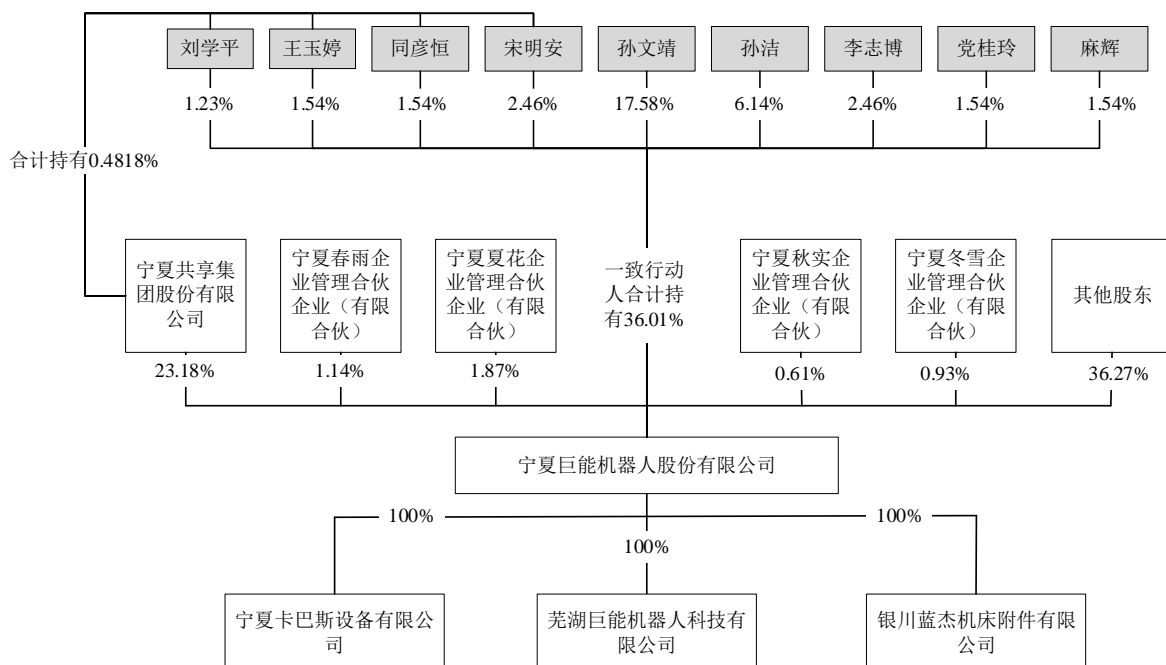 刘学平
王玉婷
同彦恒
宋明安
孙文靖
孙洁
李志博
党桂玲
麻辉
1.23%
1.54%
1.54%
2.46%
17.58%
6.14%
2.46%
1.54%
1.54%
合计持有0.4818%
宁夏共享集
团股份有限
公司
宁夏春雨企
业管理合伙
企业（有限
合伙）
宁夏夏花企
业管理合伙
企业（有限
合伙）
一致行动
人合计持
有36.01%
宁夏秋实企
业管理合伙
企业（有限
合伙）
宁夏冬雪企
业管理合伙
企业（有限
合伙）
其他股东
23.18%
1.14%
1.87%
0.61%
0.93%
36.27%
宁夏巨能机器人股份有限公司
100%
100%
100%
宁夏卡巴斯设备有限公
司
芜湖巨能机器人科技有
限公司
银川蓝杰机床附件有限
公司